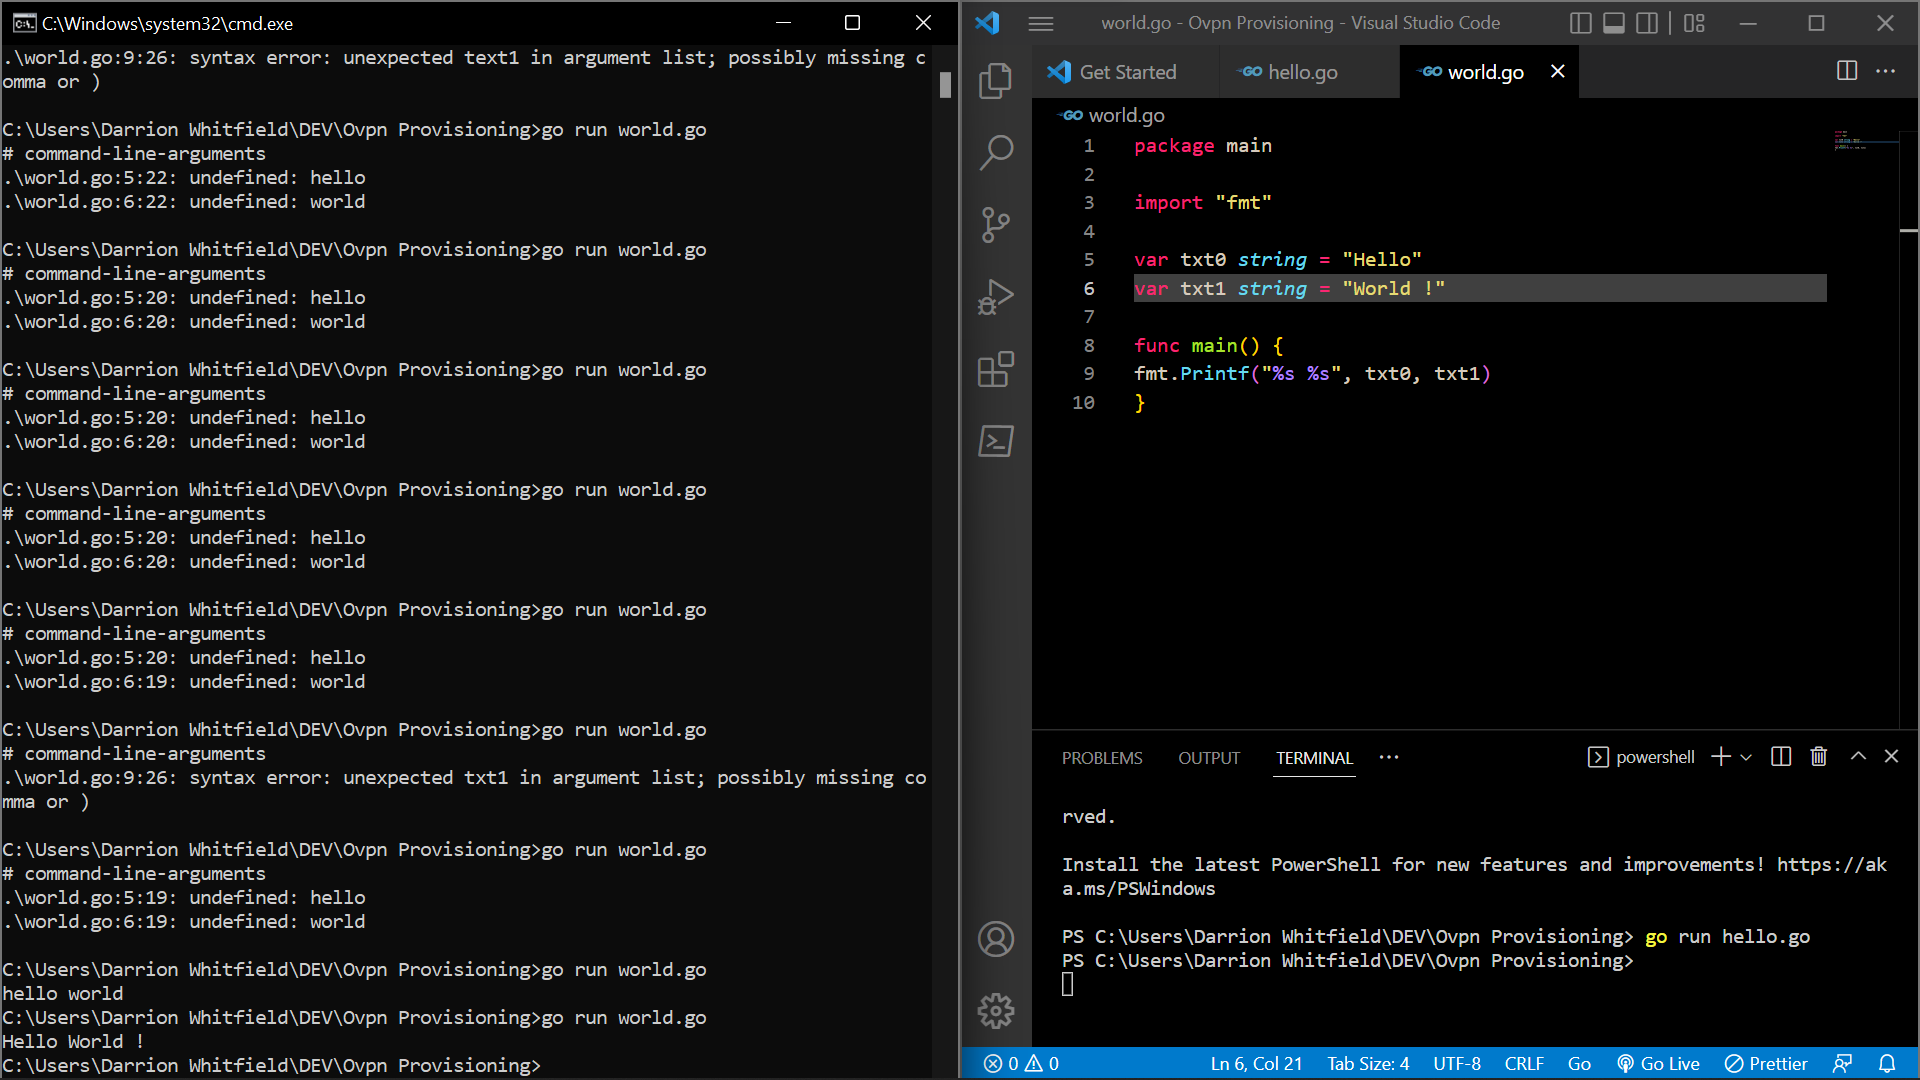 C:\Windows\system32\cmd.exe
.\world.go:9:26: syntax error: unexpected text1 in argument list; possibly missing c
omma or )
C:\Users\Darrion Whitfield\DEV\Ovpn Provisioning>go run world.go
# command-line-arguments
.\world.go:5:22: undefined: hello
.\world.go:6:22: undefined: world
C:\Users\Darrion Whitfield\DEV\Ovpn Provisioning>go run world.go
# command-line-arguments
.\world.go:5:20: undefined: hello
.\world.go:6:20: undefined: world
C:\Users\Darrion Whitfield\DEV\Ovpn Provisioning>go run world.go
# command-line-arguments
.\world.go:5:20: undefined: hello
.\world.go:6:20: undefined: world
C:\Users\Darrion Whitfield\DEV\Ovpn Provisioning>go run world.go
# command-line-arguments
.\world.go:5:20: undefined: hello
.\world.go:6:20: undefined: world
C:\Users\Darrion Whitfield\DEV\Ovpn Provisioning>go run world.go
# command-line-arguments
.\world.go:5:20: undefined: hello
.\world.go:6:19: undefined: world
C:\Users\Darrion Whitfield\DEV\Ovpn Provisioning>go run world.go
# command-line-arguments
.\world.go:9:26: syntax error: unexpected txt1 in argument list; possibly missing co
mma or )
C:\Users\Darrion Whitfield\DEV\Ovpn Provisioning>go run world.go
# command-line-arguments
.\world.go:5:19: undefined: hello
.\world.go:6:19: undefined: world
C:\Users\Darrion Whitfield\DEV\Ovpn Provisioning>go run world.go
hello world
C:\Users\Darrion Whitfield\DEV\Ovpn Provisioning>go run world.go
Hello World !
C:\Users\Darrion Whitfield\DEV\Ovpn Provisioning>
world.go - Ovpn Provisioning - Visual Studio Code
Get Started
GO hello.go
GO world.go
GO world.go
1 package main
2
3 import "fmt"
4
5 var txt0 string = "Hello"
6 var txt1 string = "World !"
7
8 func main() {
9 fmt.Printf("%s %s", txt0, txt1)
10 }
PROBLEMS OUTPUT TERMINAL ··· powershell
rved.
Install the latest PowerShell for new features and improvements! https://ak
a.ms/PSWindows
PS C:\Users\Darrion Whitfield\DEV\Ovpn Provisioning> go run hello.go
PS C:\Users\Darrion Whitfield\DEV\Ovpn Provisioning>
0 0 Ln 6, Col 21 Tab Size: 4 UTF-8 CRLF Go Go Live Prettier